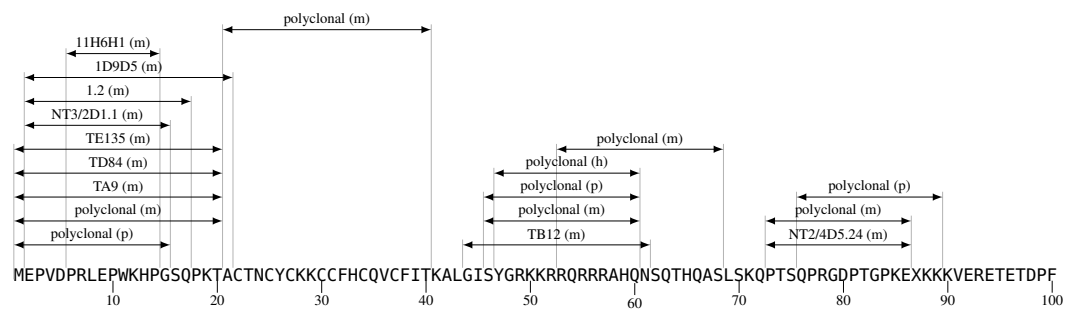 polyclonal (m)
11H6H1 (m)
1D9D5 (m)
1.2 (m)
NT3/2D1.1 (m)
TE135 (m)
polyclonal (m)
TD84 (m)
polyclonal (h)
TA9 (m)
polyclonal (p)
polyclonal (p)
polyclonal (m)
polyclonal (m)
polyclonal (m)
polyclonal (p)
TB12 (m)
NT2/4D5.24 (m)
MEPVDPRLEPWKHPGSQPKTACTNCYCKKCCFHCQVCFITKALGISYGRKKRRQRRRAHQNSQTHQASLSKQPTSQPRGDPTGPKEXKKKVERETETDPF
10 20 30 40 50 60 70 80 90 100